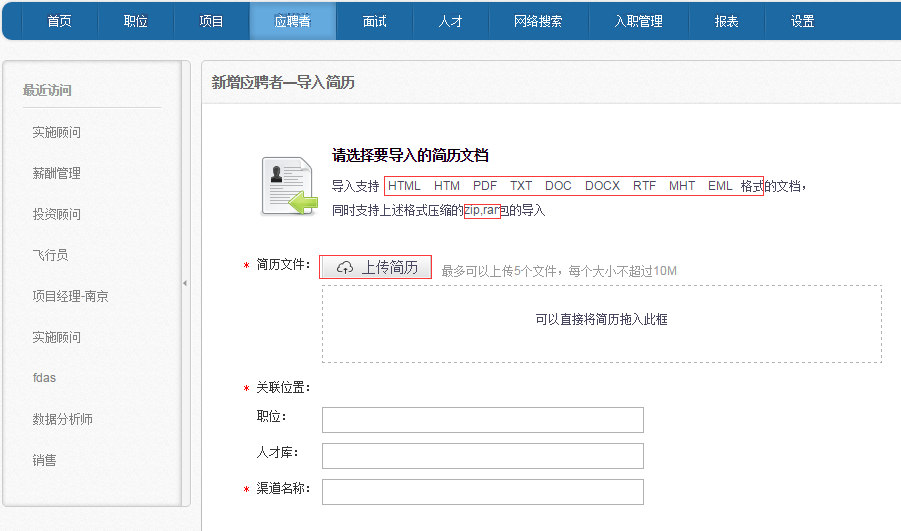 首页 职位 项目 应聘者 面试 人才 网络搜索 入职管理 报表 设置
最近访问
实施顾问
薪酬管理
投资顾问
飞行员
项目经理-南京
实施顾问
fdas
数据分析师
销售
新增应聘者—导入简历
请选择要导入的简历文档
导入支持 HTML HTM PDF TXT DOC DOCX RTF MHT EML 格式的文档，
同时支持上述格式压缩的zip,rar包的导入
* 简历文件： 上传简历 最多可以上传5个文件，每个大小不超过10M
可以直接将简历拖入此框
* 关联位置：
职位：
人才库：
* 渠道名称：